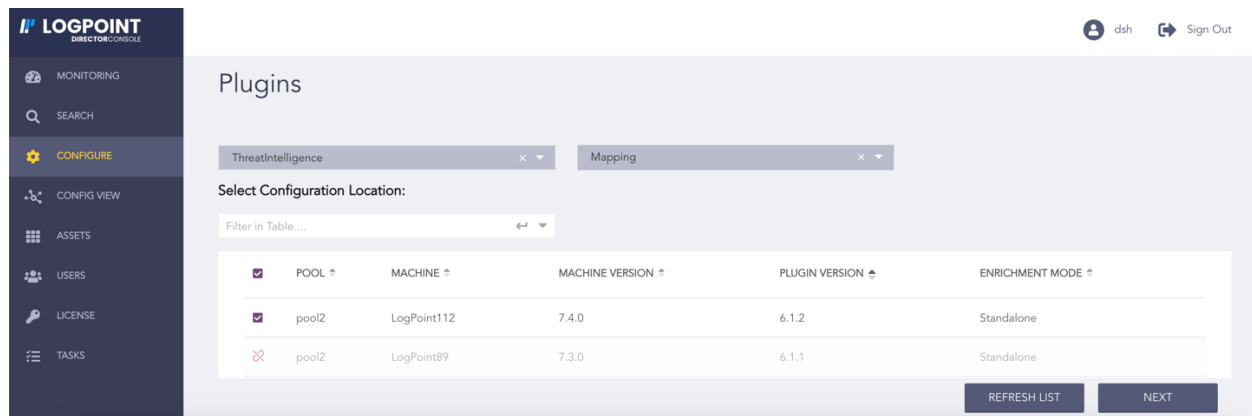 LOGPOINT
DIRECTORCONSOLE
dsh Sign Out
MONITORING
SEARCH
CONFIGURE
CONFIG VIEW
ASSETS
USERS
LICENSE
TASKS
Plugins
ThreatIntelligence Mapping
Select Configuration Location:
Filter in Table....
POOL MACHINE MACHINE VERSION PLUGIN VERSION ENRICHMENT MODE
pool2 LogPoint112 7.4.0 6.1.2 Standalone
pool2 LogPoint89 7.3.0 6.1.1 Standalone
REFRESH LIST NEXT